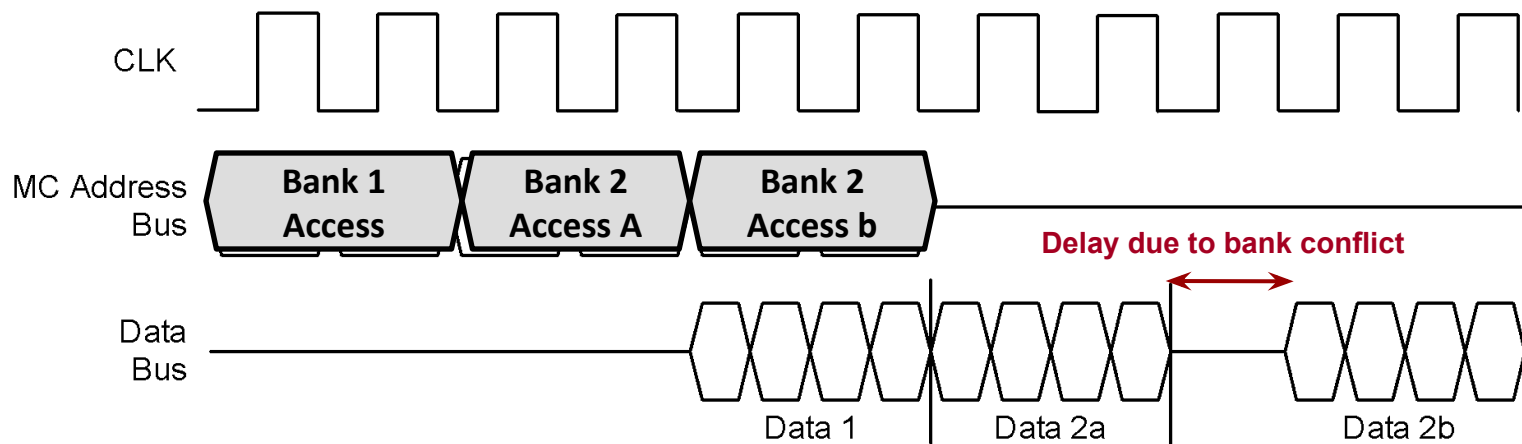 CLK
MC Address
Bus
Bank 1
Access
Bank 2
Access A
Bank 2
Access b
Delay due to bank conflict
Data
Bus
Data 1
Data 2a
Data 2b